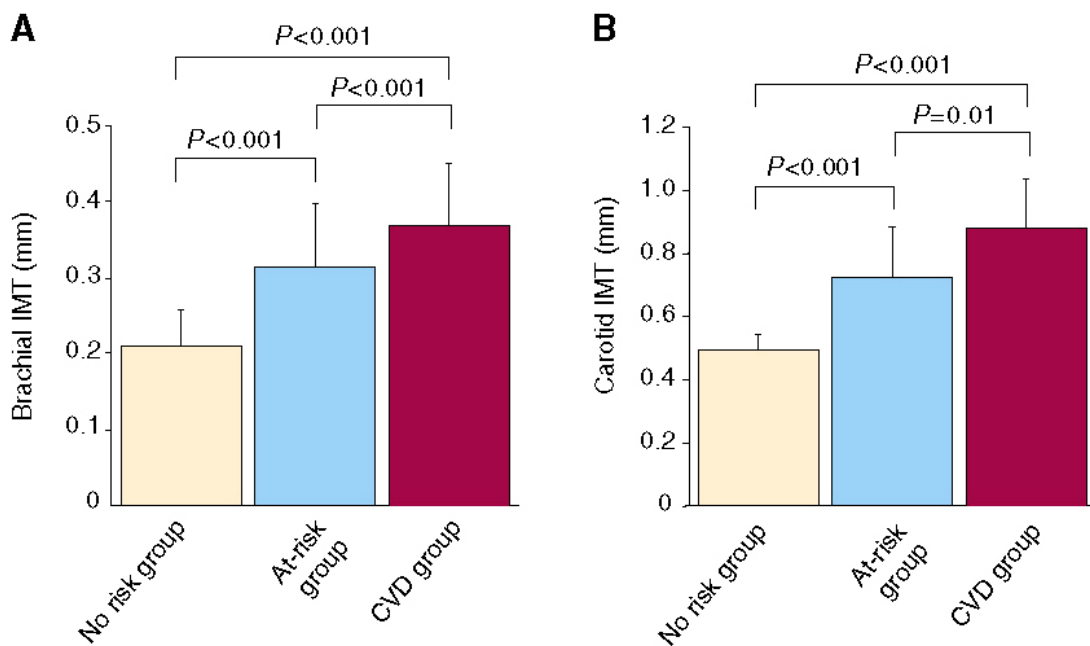 A
P<0.001
P<0.001
P<0.001
Brachial IMT (mm)
0.5
0.4
0.3
0.2
0.1
0
No risk group
At-risk
group
CVD group
B
P<0.001
P=0.01
P<0.001
Carotid IMT (mm)
1.2
1.0
0.8
0.6
0.4
0.2
0
No risk group
At-risk
group
CVD group